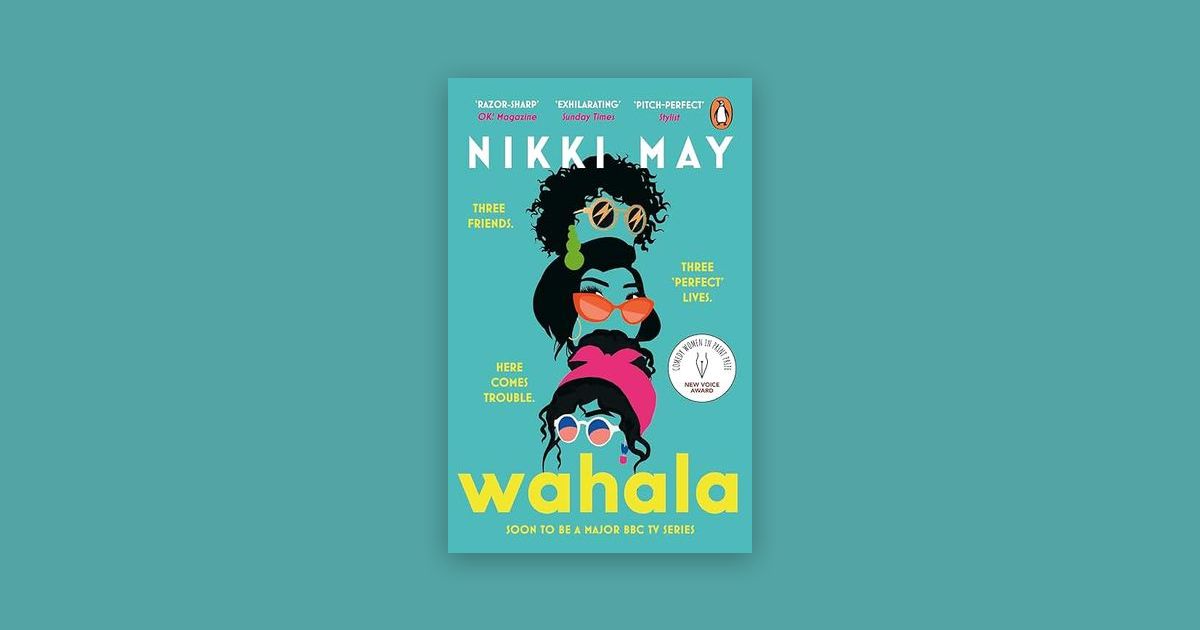 'RAZOR-SHARP' 'EXHILARATING' 'PITCH-PERFECT'
OK! Magazine Sunday Times Stylist
NIKKI MAY
THREE
FRIENDS.
THREE
'PERFECT'
LIVES.
HERE
COMES
TROUBLE.
COMEDY WOMEN IN PRINT PRIZE
NEW VOICE
AWARD
wahala
SOON TO BE A MAJOR BBC TV SERIES